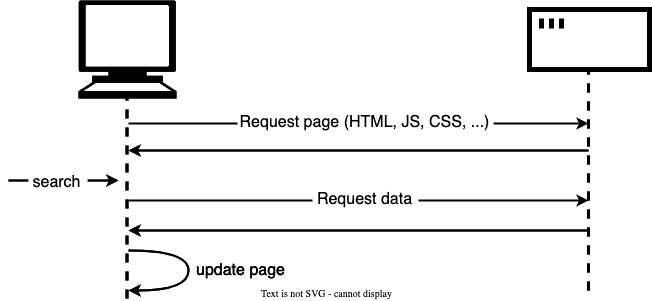 Request page (HTML, JS, CSS, ...)
search
Request data
update page
Text is not SVG - cannot display